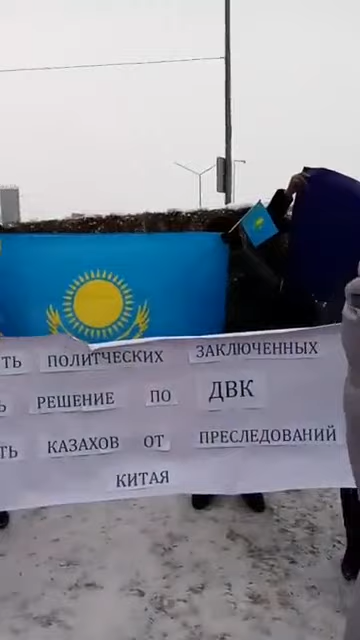 ТЬ ПОЛИТИЧЕСКИХ ЗАКЛЮЧЕННЫХ
Ь РЕШЕНИЕ ПО ДВК
ТЬ КАЗАХОВ ОТ ПРЕСЛЕДОВАНИЙ
КИТАЯ